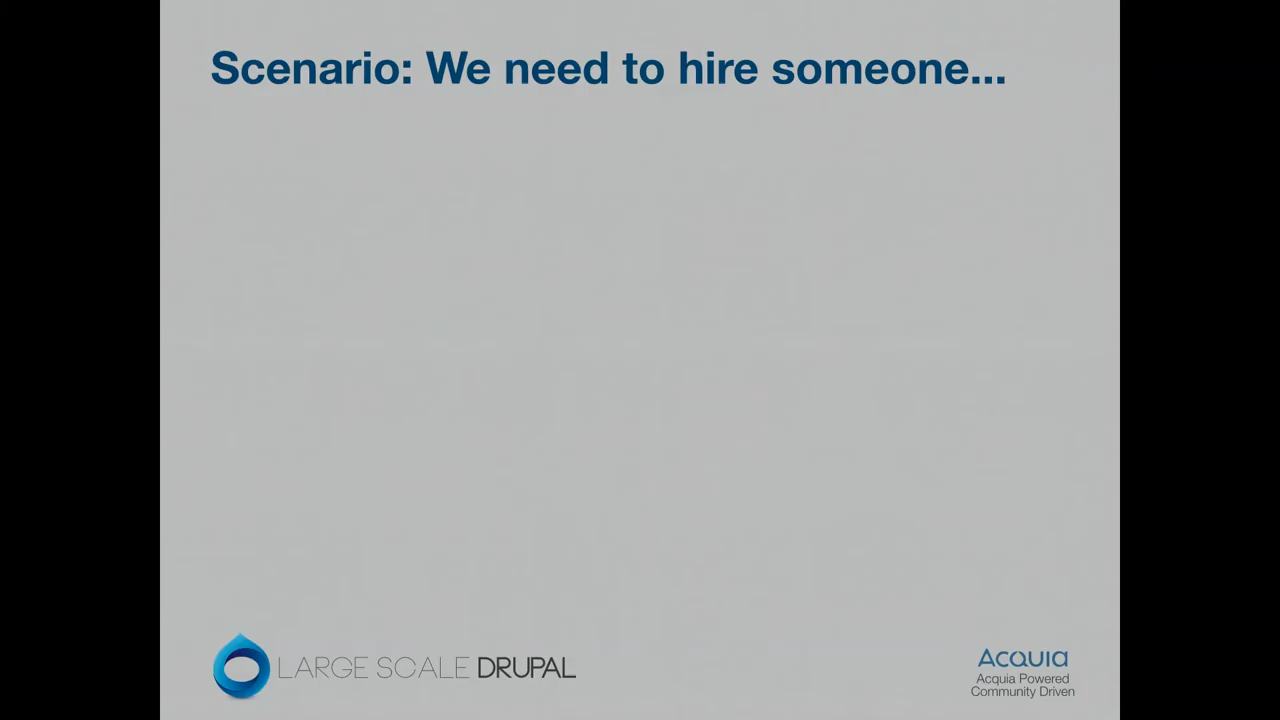 Scenario: We need to hire someone...
LARGE SCALE DRUPAL
Acquia
Acquia Powered
Community Driven